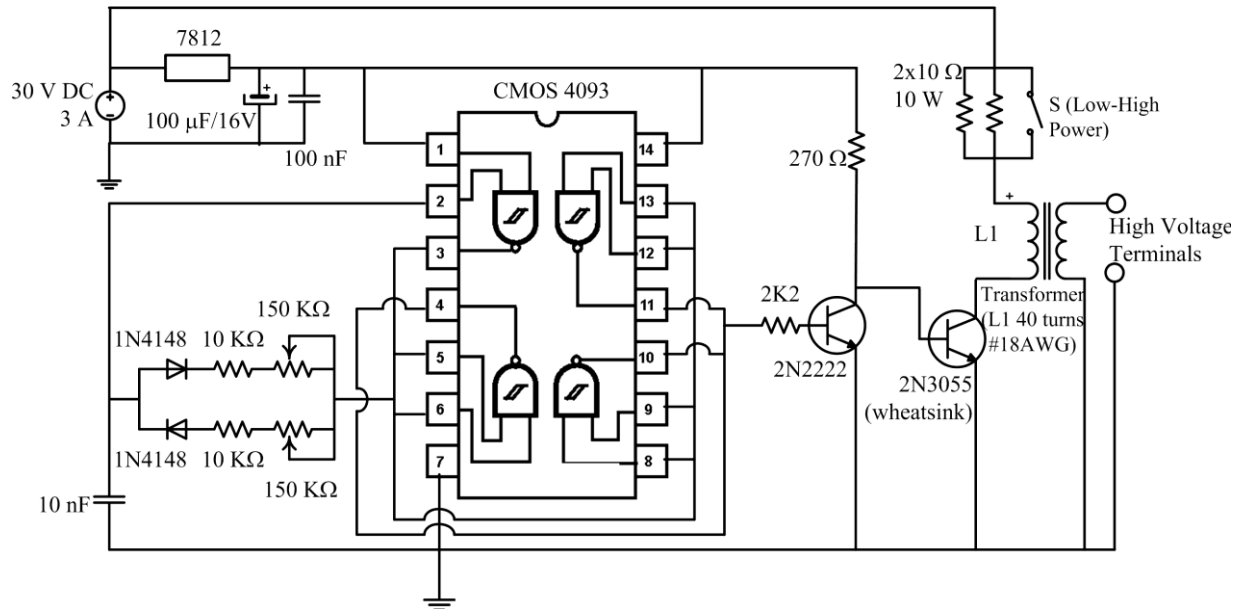 7812
30 V DC
3 A
100 μF/16V
+
100 nF
CMOS 4093
1
2
3
4
5
6
7
14
13
12
11
10
9
8
270 Ω
2x10 Ω
10 W
S (Low-High
Power)
+
L1
High Voltage
Terminals
Transformer
(L1 40 turns
#18AWG)
2K2
2N2222
2N3055
(wheatsink)
150 KΩ
1N4148
10 KΩ
1N4148
10 KΩ
150 KΩ
10 nF